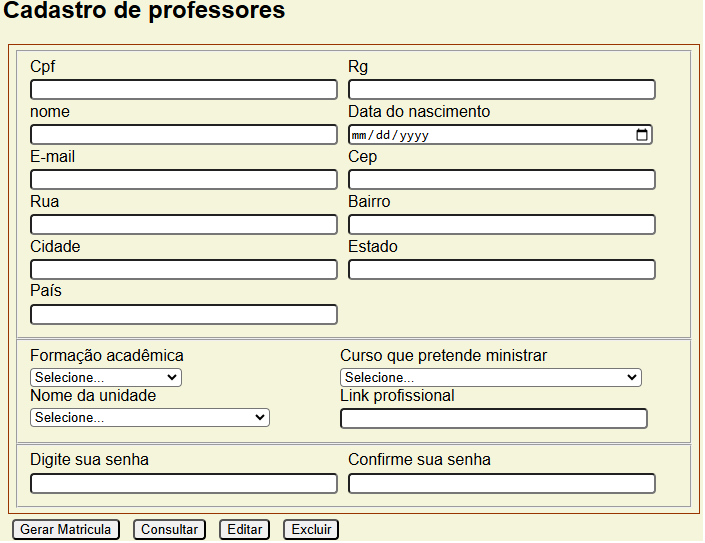 Cadastro de professores
Cpf Rg
nome Data do nascimento
mm/dd/yyyy
E-mail Cep
Rua Bairro
Cidade Estado
País
Formação acadêmica Curso que pretende ministrar
Selecione... Selecione...
Nome da unidade Link profissional
Selecione...
Digite sua senha Confirme sua senha
Gerar Matricula Consultar Editar Excluir